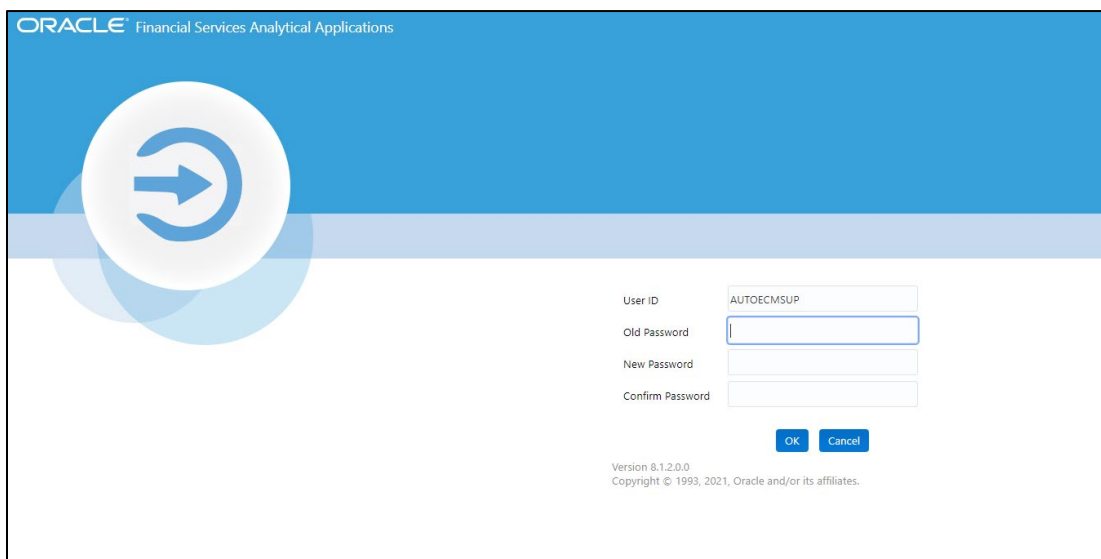 ORACLE® Financial Services Analytical Applications
User ID AUTOECMSUP
Old Password
New Password
Confirm Password
OK Cancel
Version 8.1.2.0.0
Copyright © 1993, 2021, Oracle and/or its affiliates.